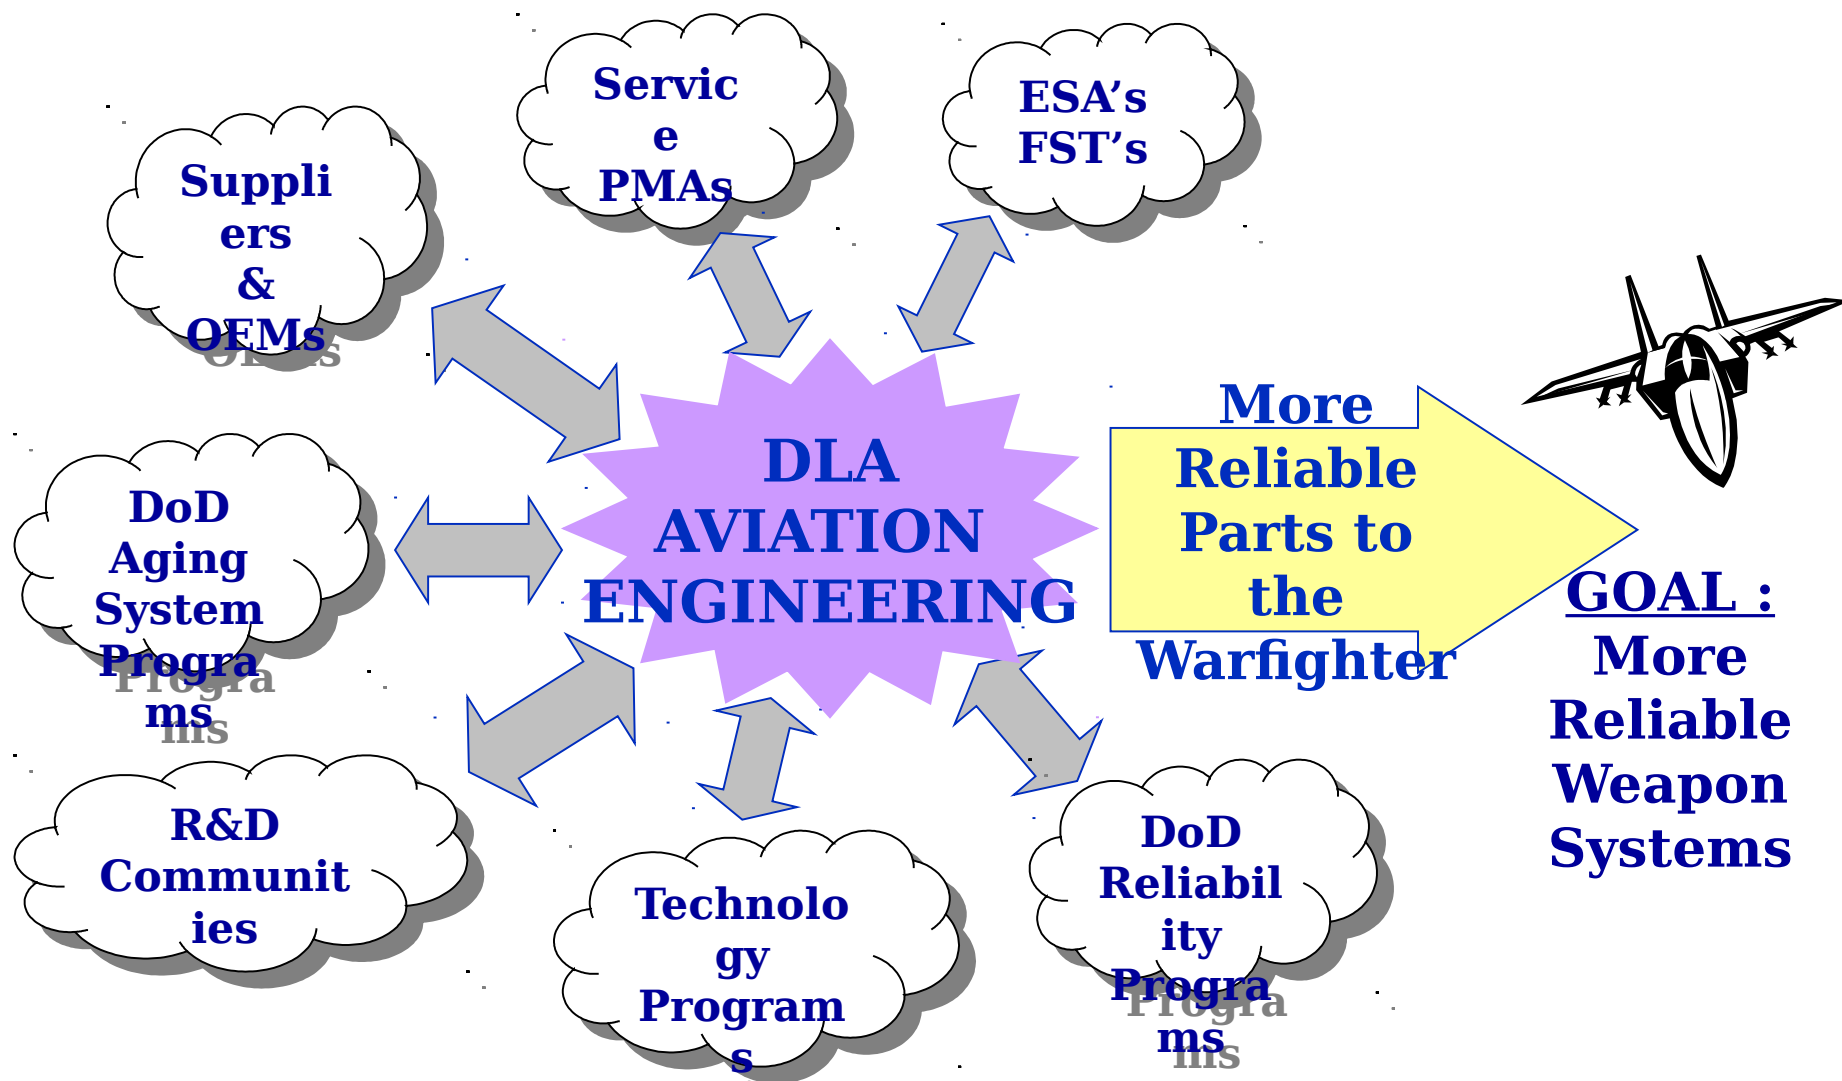 Servic
e
PMAs
ESA’s
FST’s
Suppli
ers
&
OEMs
DoD
Aging
System
Progra
ms
DLA
AVIATION
ENGINEERING
More
Reliable
Parts to
the
Warfighter
GOAL :
More
Reliable
Weapon
Systems
R&D
Communit
ies
Technolo
gy
Program
s
DoD
Reliabil
ity
Progra
ms